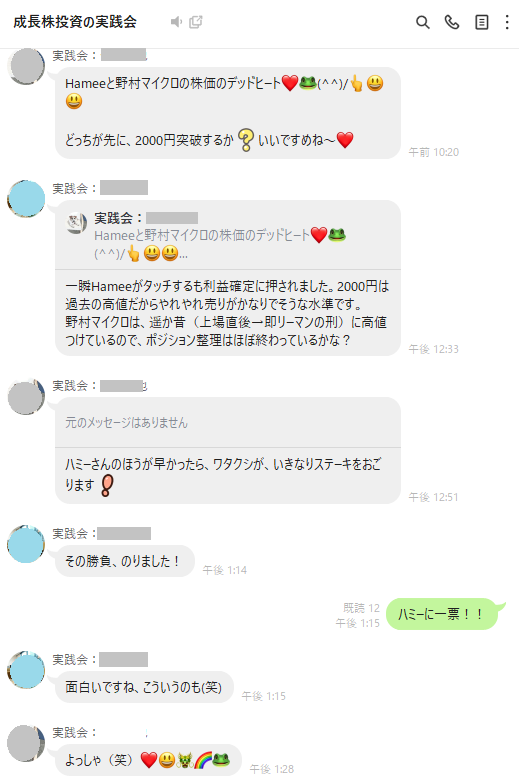 成長株投資の実践会
実践会：
Hameeと野村マイクロの株価のデッドヒート❤️🐸(^^)/👆😃
😃
どっちが先に、2000円突破するか❔いいですめね〜❤️
午前 10:20
実践会：
実践会：
Hameeと野村マイクロの株価のデッドヒート❤️🐸
(^^)/👆😃😃...
一瞬Hameeがタッチするも利益確定に押されました。2000円は
過去の高値だからやれやれ売りがかなりでそうな水準です。
野村マイクロは、遥か昔（上場直後→即リーマンの刑）に高値
つけているので、ポジション整理はほぼ終わっているかな？
午後 12:33
実践会：
元のメッセージはありません
ハミーさんのほうが早かったら、ワタクシが、いきなりステーキをおご
ります❗
午後 12:51
実践会：
その勝負、のりました！
午後 1:14
既読 12
午後 1:15
ハミーに一票！！
実践会：
面白いですね、こういうのも(笑)
午後 1:15
実践会：
よっしゃ（笑）❤️😃🐲🌈🐸
午後 1:28